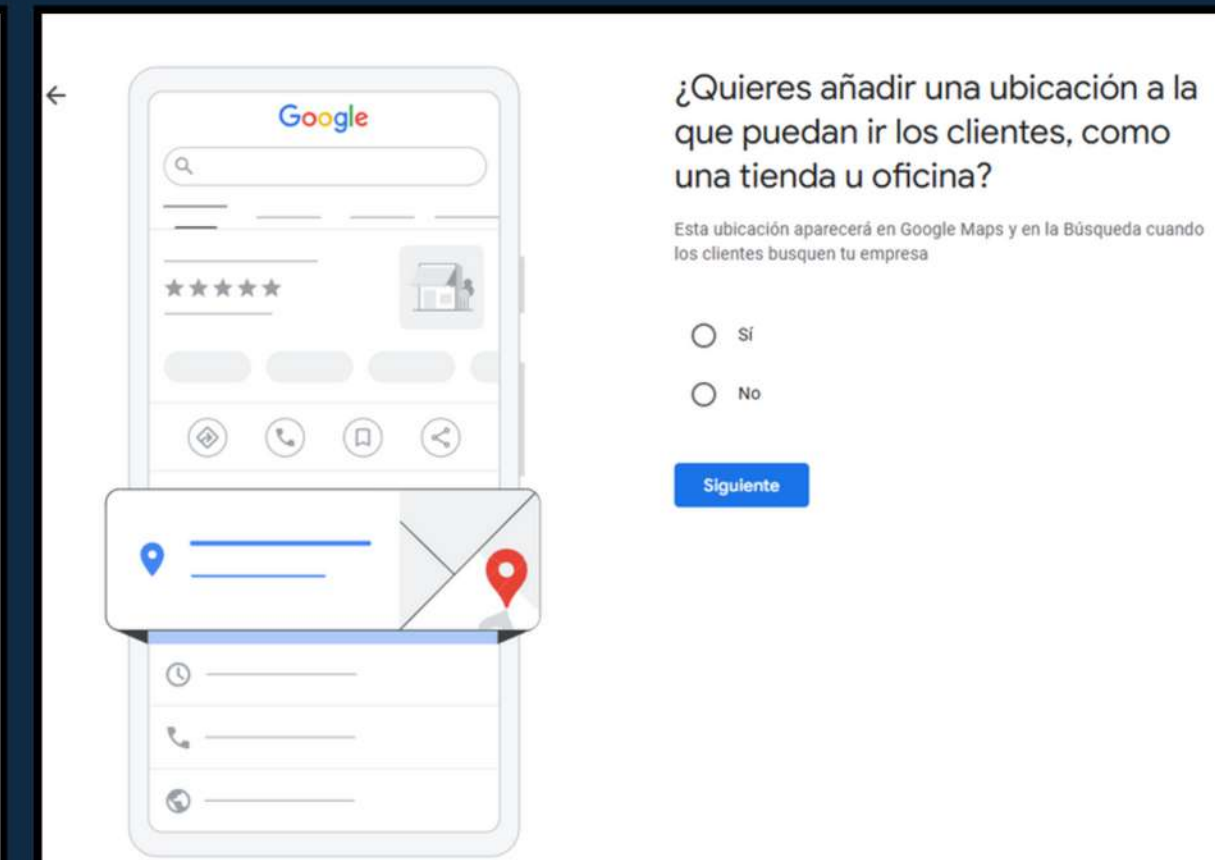 Google
¿Quieres añadir una ubicación a la
que puedan ir los clientes, como
una tienda u oficina?
Esta ubicación aparecerá en Google Maps y en la Búsqueda cuando
los clientes busquen tu empresa
Sí
No
Siguiente